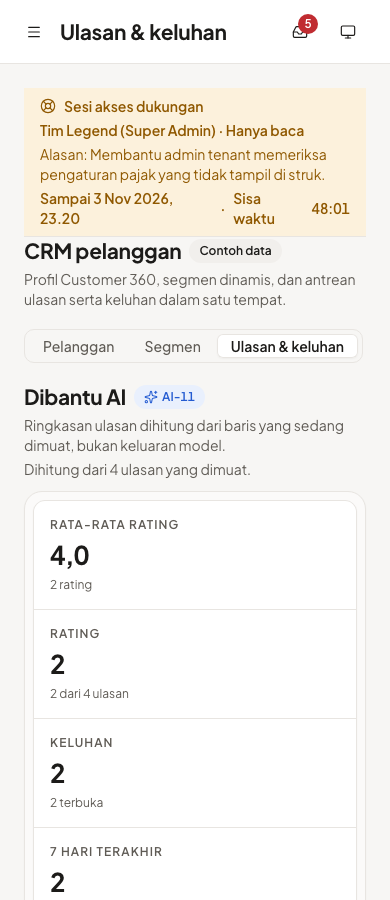 Ulasan & keluhan
5
Sesi akses dukungan
Tim Legend (Super Admin) · Hanya baca
Alasan: Membantu admin tenant memeriksa
pengaturan pajak yang tidak tampil di struk.
Sampai 3 Nov 2026, 23.20 · Sisa waktu 48:01
CRM pelanggan Contoh data
Profil Customer 360, segmen dinamis, dan antrean
ulasan serta keluhan dalam satu tempat.
Pelanggan Segmen Ulasan & keluhan
Dibantu AI AI-11
Ringkasan ulasan dihitung dari baris yang sedang
dimuat, bukan keluaran model.
Dihitung dari 4 ulasan yang dimuat.
RATA-RATA RATING
4,0
2 rating
RATING
2
2 dari 4 ulasan
KELUHAN
2
2 terbuka
7 HARI TERAKHIR
2